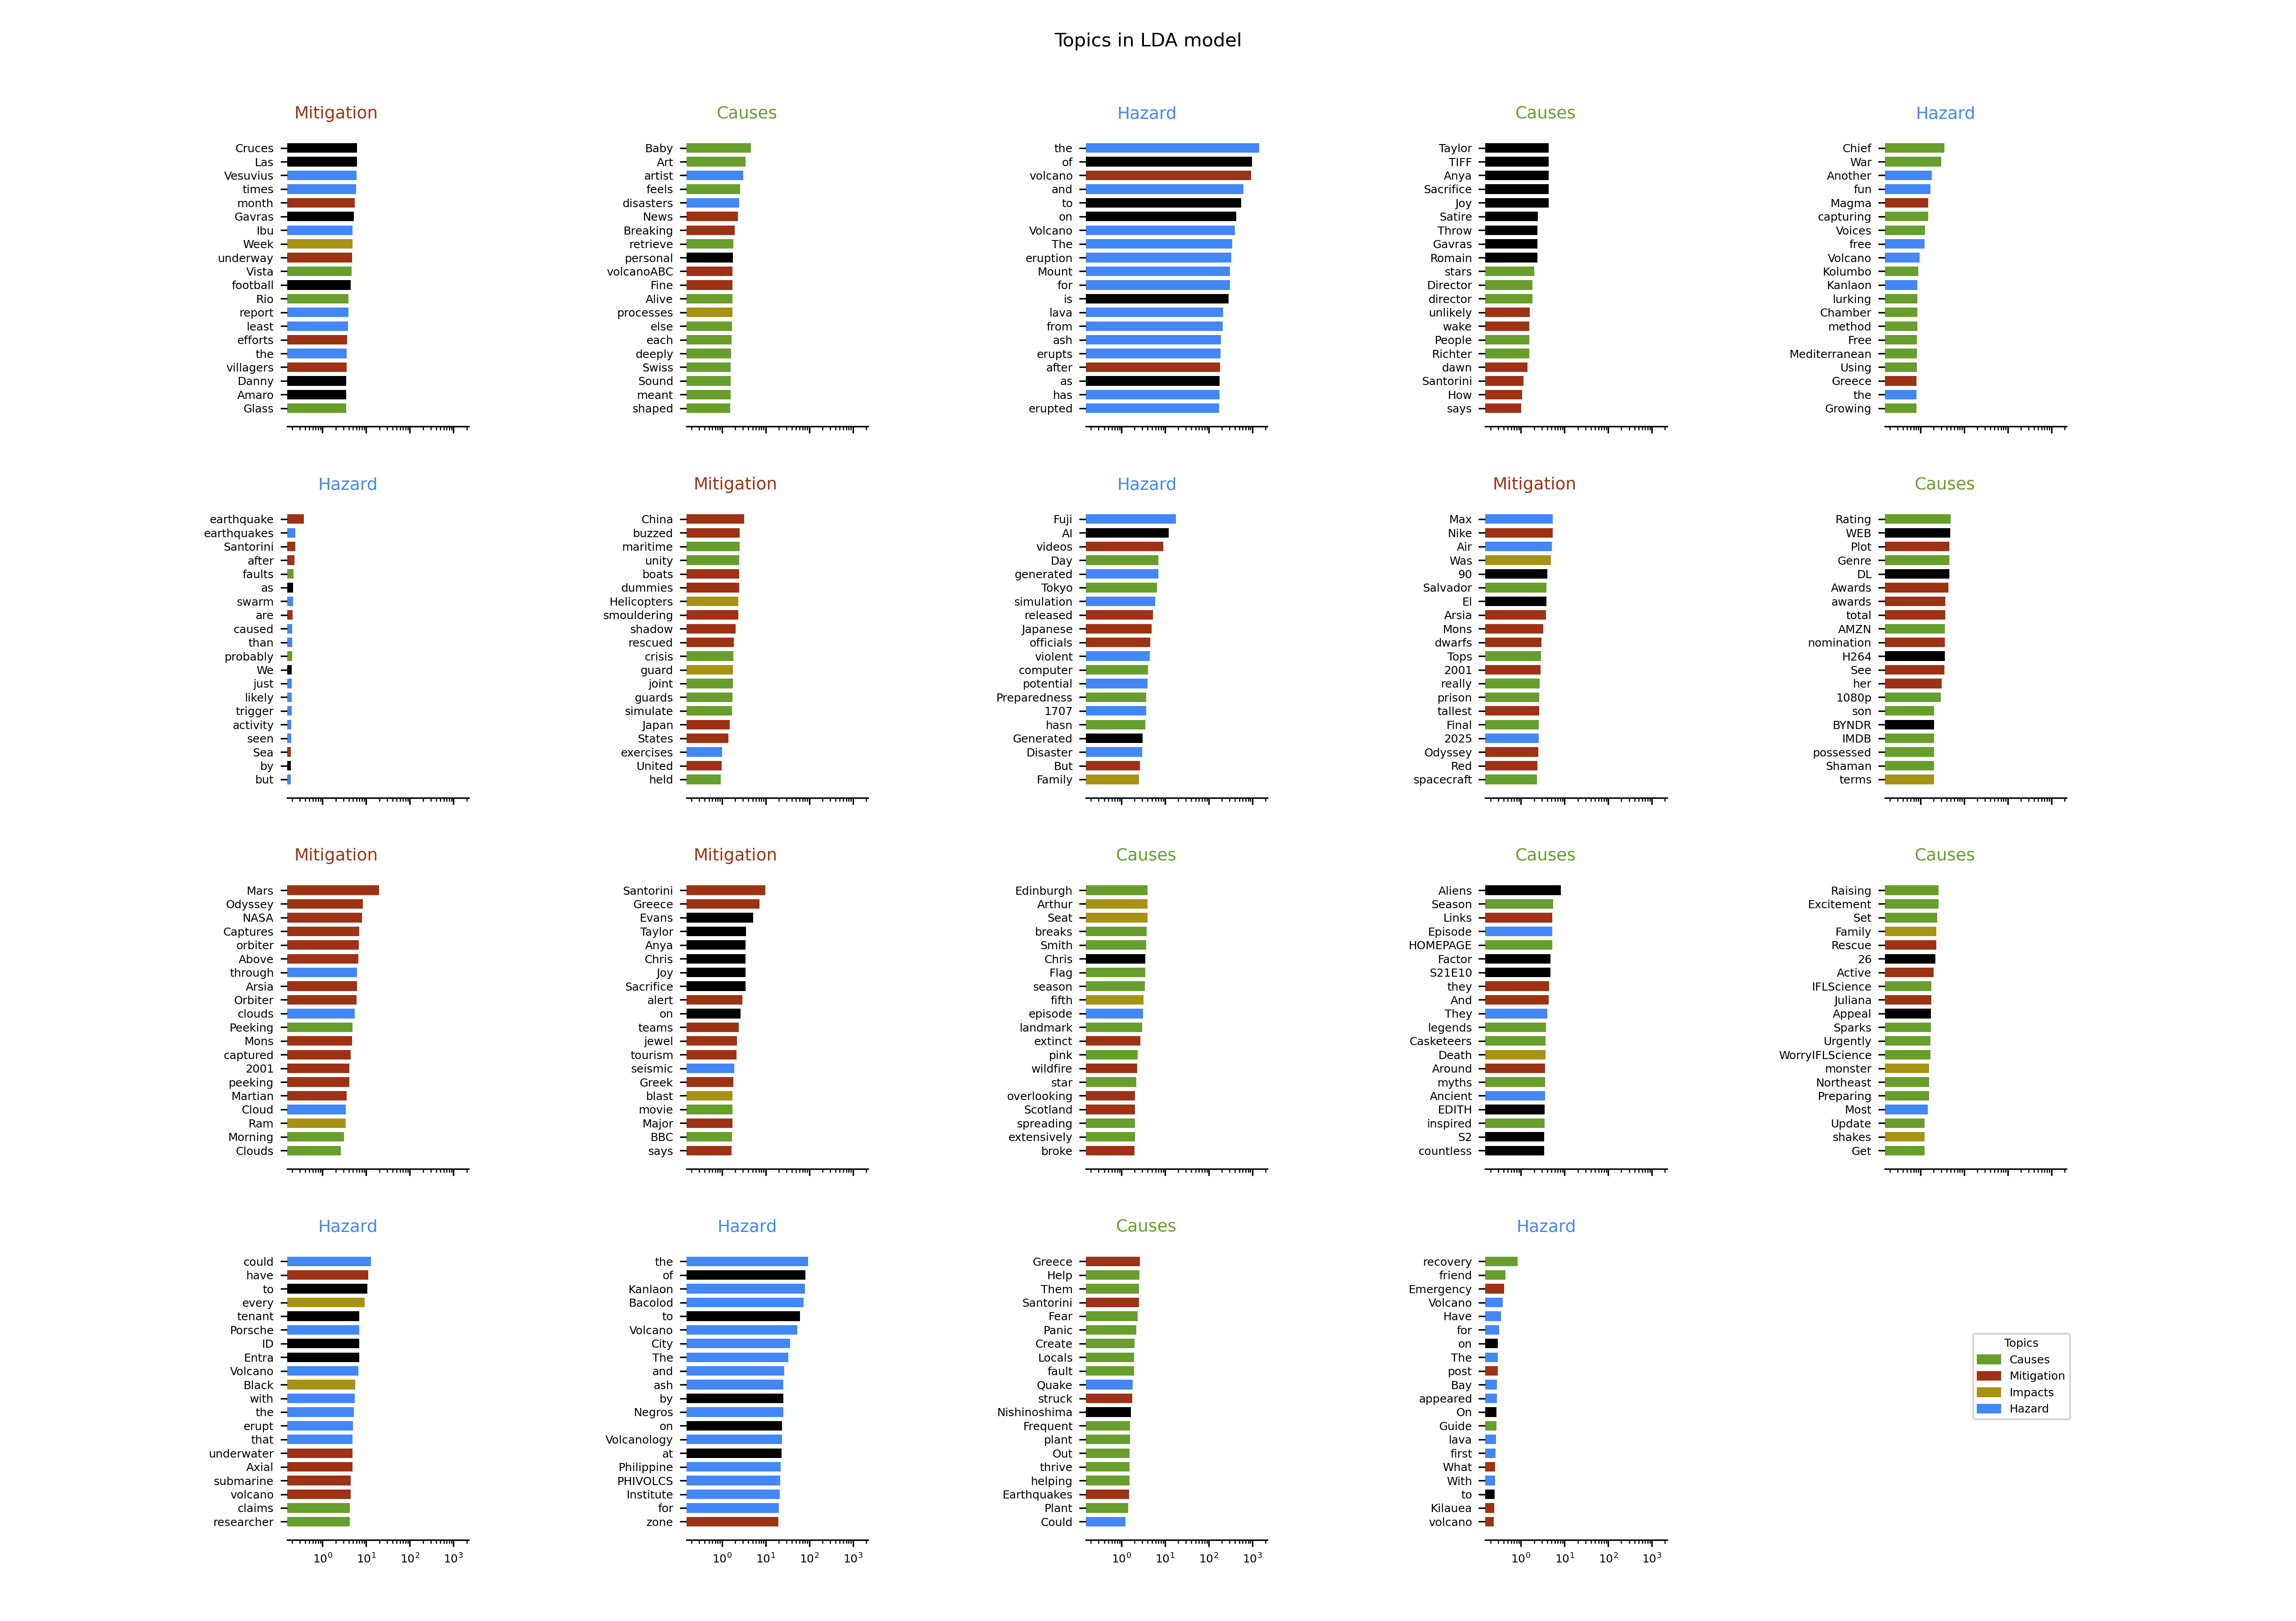 Topics in LDA model
Mitigation
Cruces
Las
Vesuvius
times
month
Gavras
Ibu
Week
underway
Vista
football
Rio
report
least
efforts
the
villagers
Danny
Amaro
Glass
Causes
Baby
Art
artist
feels
disasters
News
Breaking
retrieve
personal
volcanoABC
Fine
Alive
processes
else
each
deeply
Swiss
Sound
meant
shaped
Hazard
the
of
volcano
and
to
on
Volcano
The
eruption
Mount
for
is
lava
from
ash
erupts
after
as
has
erupted
Causes
Taylor
TIFF
Anya
Sacrifice
Joy
Satire
Throw
Gavras
Romain
stars
Director
director
unlikely
wake
People
Richter
dawn
Santorini
How
says
Hazard
Chief
War
Another
fun
Magma
capturing
Voices
free
Volcano
Kolumbo
Kanlaon
lurking
Chamber
method
Free
Mediterranean
Using
Greece
the
Growing
Hazard
earthquake
earthquakes
Santorini
after
faults
as
swarm
are
caused
than
probably
We
just
likely
trigger
activity
seen
Sea
by
but
Mitigation
China
buzzed
maritime
unity
boats
dummies
Helicopters
smouldering
shadow
rescued
crisis
guard
joint
guards
simulate
Japan
States
exercises
United
held
Hazard
Fuji
AI
videos
Day
generated
Tokyo
simulation
released
Japanese
officials
violent
computer
potential
Preparedness
1707
hasn
Generated
Disaster
But
Family
Mitigation
Max
Nike
Air
Was
90
Salvador
El
Arsia
Mons
dwarfs
Tops
2001
really
prison
tallest
Final
2025
Odyssey
Red
spacecraft
Causes
Rating
WEB
Plot
Genre
DL
Awards
awards
total
AMZN
nomination
H264
See
her
1080p
son
BYNDR
IMDB
possessed
Shaman
terms
Mitigation
Mars
Odyssey
NASA
Captures
orbiter
Above
through
Arsia
Orbiter
clouds
Peeking
Mons
captured
2001
peeking
Martian
Cloud
Ram
Morning
Clouds
Mitigation
Santorini
Greece
Evans
Taylor
Anya
Chris
Joy
Sacrifice
alert
on
teams
jewel
tourism
seismic
Greek
blast
movie
Major
BBC
says
Causes
Edinburgh
Arthur
Seat
breaks
Smith
Chris
Flag
season
fifth
episode
landmark
extinct
pink
wildfire
star
overlooking
Scotland
spreading
extensively
broke
Causes
Aliens
Season
Links
Episode
HOMEPAGE
Factor
S21E10
they
And
They
legends
Casketeers
Death
Around
myths
Ancient
EDITH
inspired
S2
countless
Causes
Raising
Excitement
Set
Family
Rescue
26
Active
IFLScience
Juliana
Appeal
Sparks
Urgently
WorryIFLScience
monster
Northeast
Preparing
Most
Update
shakes
Get
Hazard
could
have
to
every
tenant
Porsche
ID
Entra
Volcano
Black
with
the
erupt
that
underwater
Axial
submarine
volcano
claims
researcher
10⁰ 10¹ 10² 10³
Hazard
the
of
Kanlaon
Bacolod
to
Volcano
City
The
and
ash
by
Negros
on
Volcanology
at
Philippine
PHIVOLCS
Institute
for
zone
10⁰ 10¹ 10² 10³
Causes
Greece
Help
Them
Santorini
Fear
Panic
Create
Locals
fault
Quake
struck
Nishinoshima
Frequent
plant
Out
thrive
helping
Earthquakes
Plant
Could
10⁰ 10¹ 10² 10³
Hazard
recovery
friend
Emergency
Volcano
Have
for
on
The
post
Bay
appeared
On
Guide
lava
first
What
With
to
Kilauea
volcano
10⁰ 10¹ 10² 10³
Topics
Causes
Mitigation
Impacts
Hazard